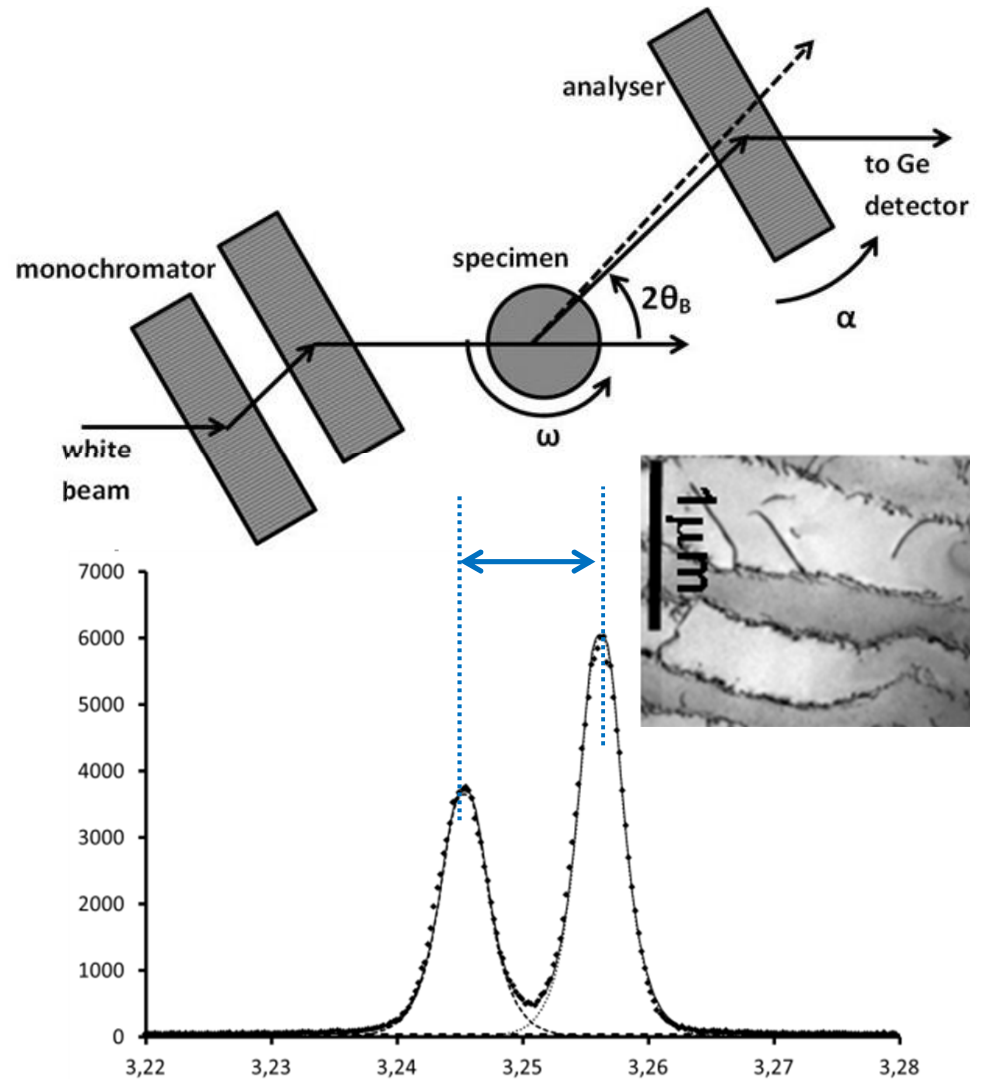 analyser
to Ge
detector
monochromator
specimen
2θB
α
ω
white
beam
1μm
7000
6000
5000
4000
3000
2000
1000
0
3,22
3,23
3,24
3,25
3,26
3,27
3,28